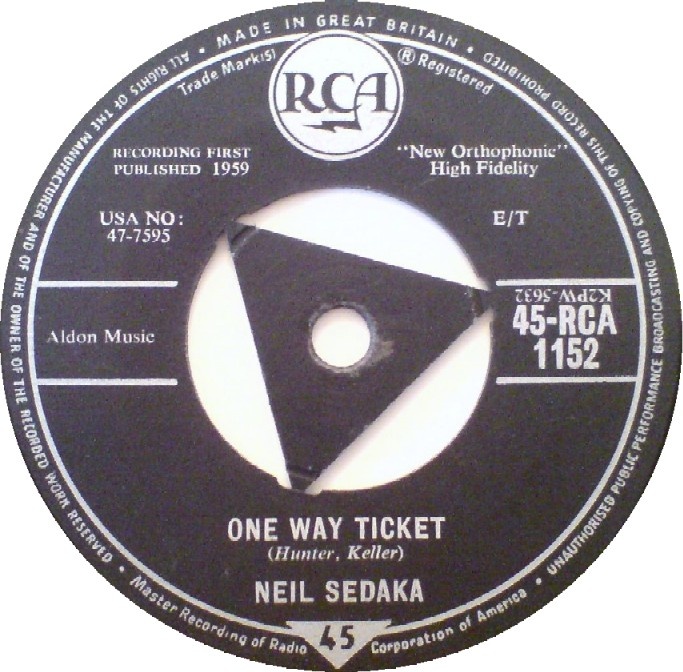 MADE IN GREAT BRITAIN
ALL RIGHTS OF THE MANUFACTURER AND OF THE OWNER OF THE RECORDED WORK RESERVED • UNAUTHORISED PUBLIC PERFORMANCE BROADCASTING AND COPYING OF THIS RECORD PROHIBITED •
Trade Mark(s)
RCA
® Registered
RECORDING FIRST
PUBLISHED 1959
"New Orthophonic"
High Fidelity
USA NO:
47-7595
E/T
Aldon Music
K2PW-5632
45-RCA
1152
ONE WAY TICKET
(Hunter, Keller)
NEIL SEDAKA
Master Recording of Radio Corporation of America
45